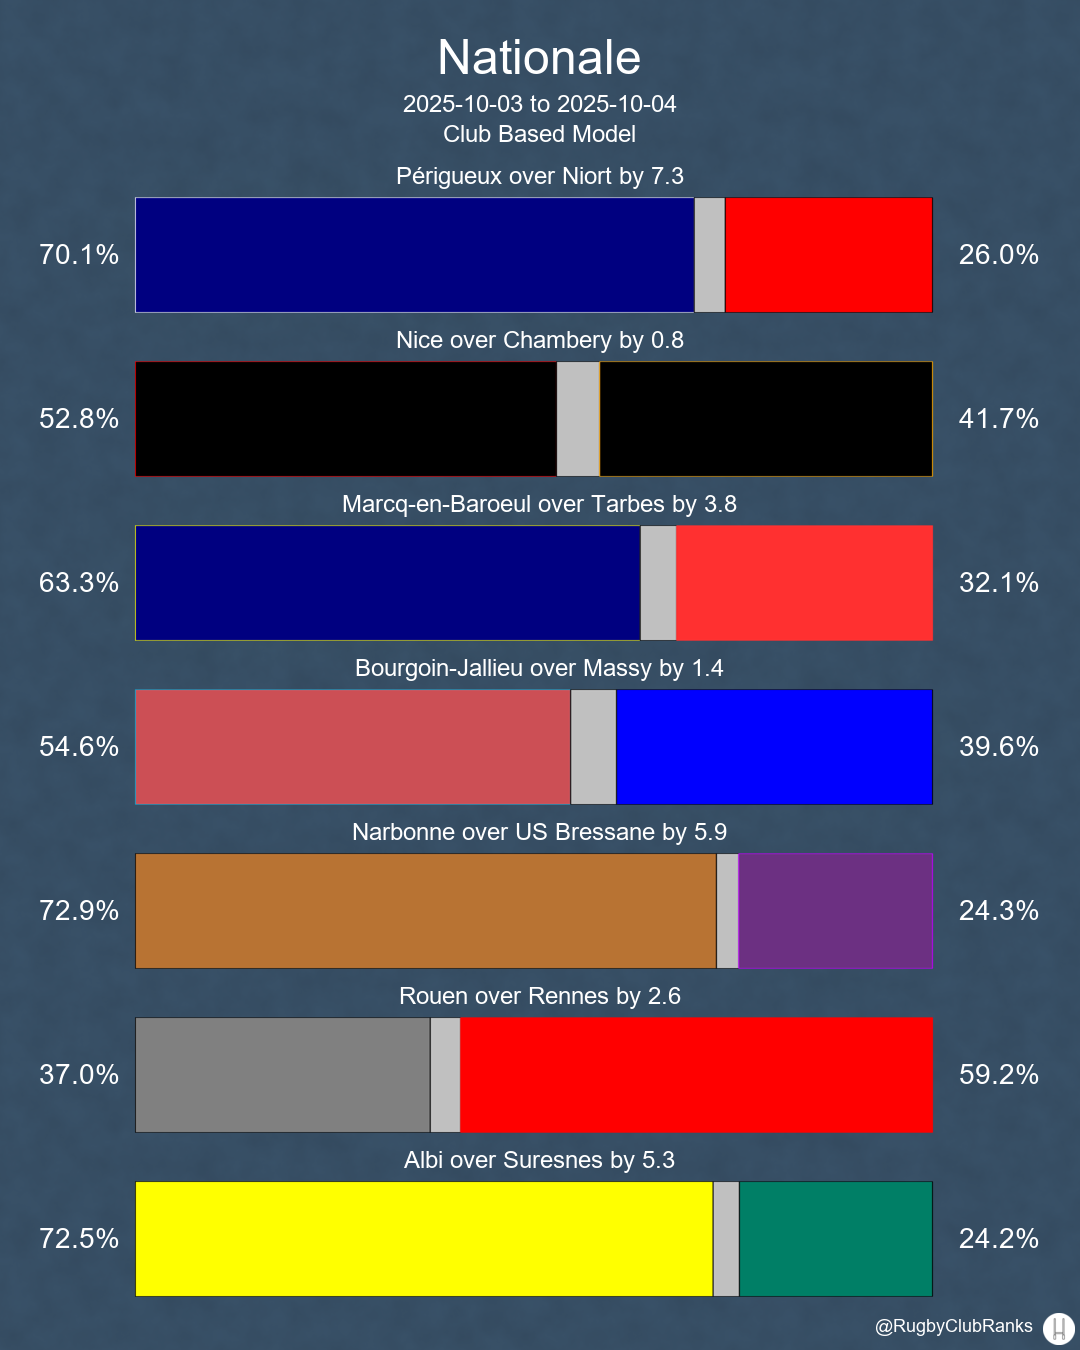 Nationale
2025-10-03 to 2025-10-04
Club Based Model
Périgueux over Niort by 7.3
70.1%
26.0%
Nice over Chambery by 0.8
52.8%
41.7%
Marcq-en-Baroeul over Tarbes by 3.8
63.3%
32.1%
Bourgoin-Jallieu over Massy by 1.4
54.6%
39.6%
Narbonne over US Bressane by 5.9
72.9%
24.3%
Rouen over Rennes by 2.6
37.0%
59.2%
Albi over Suresnes by 5.3
72.5%
24.2%
@RugbyClubRanks